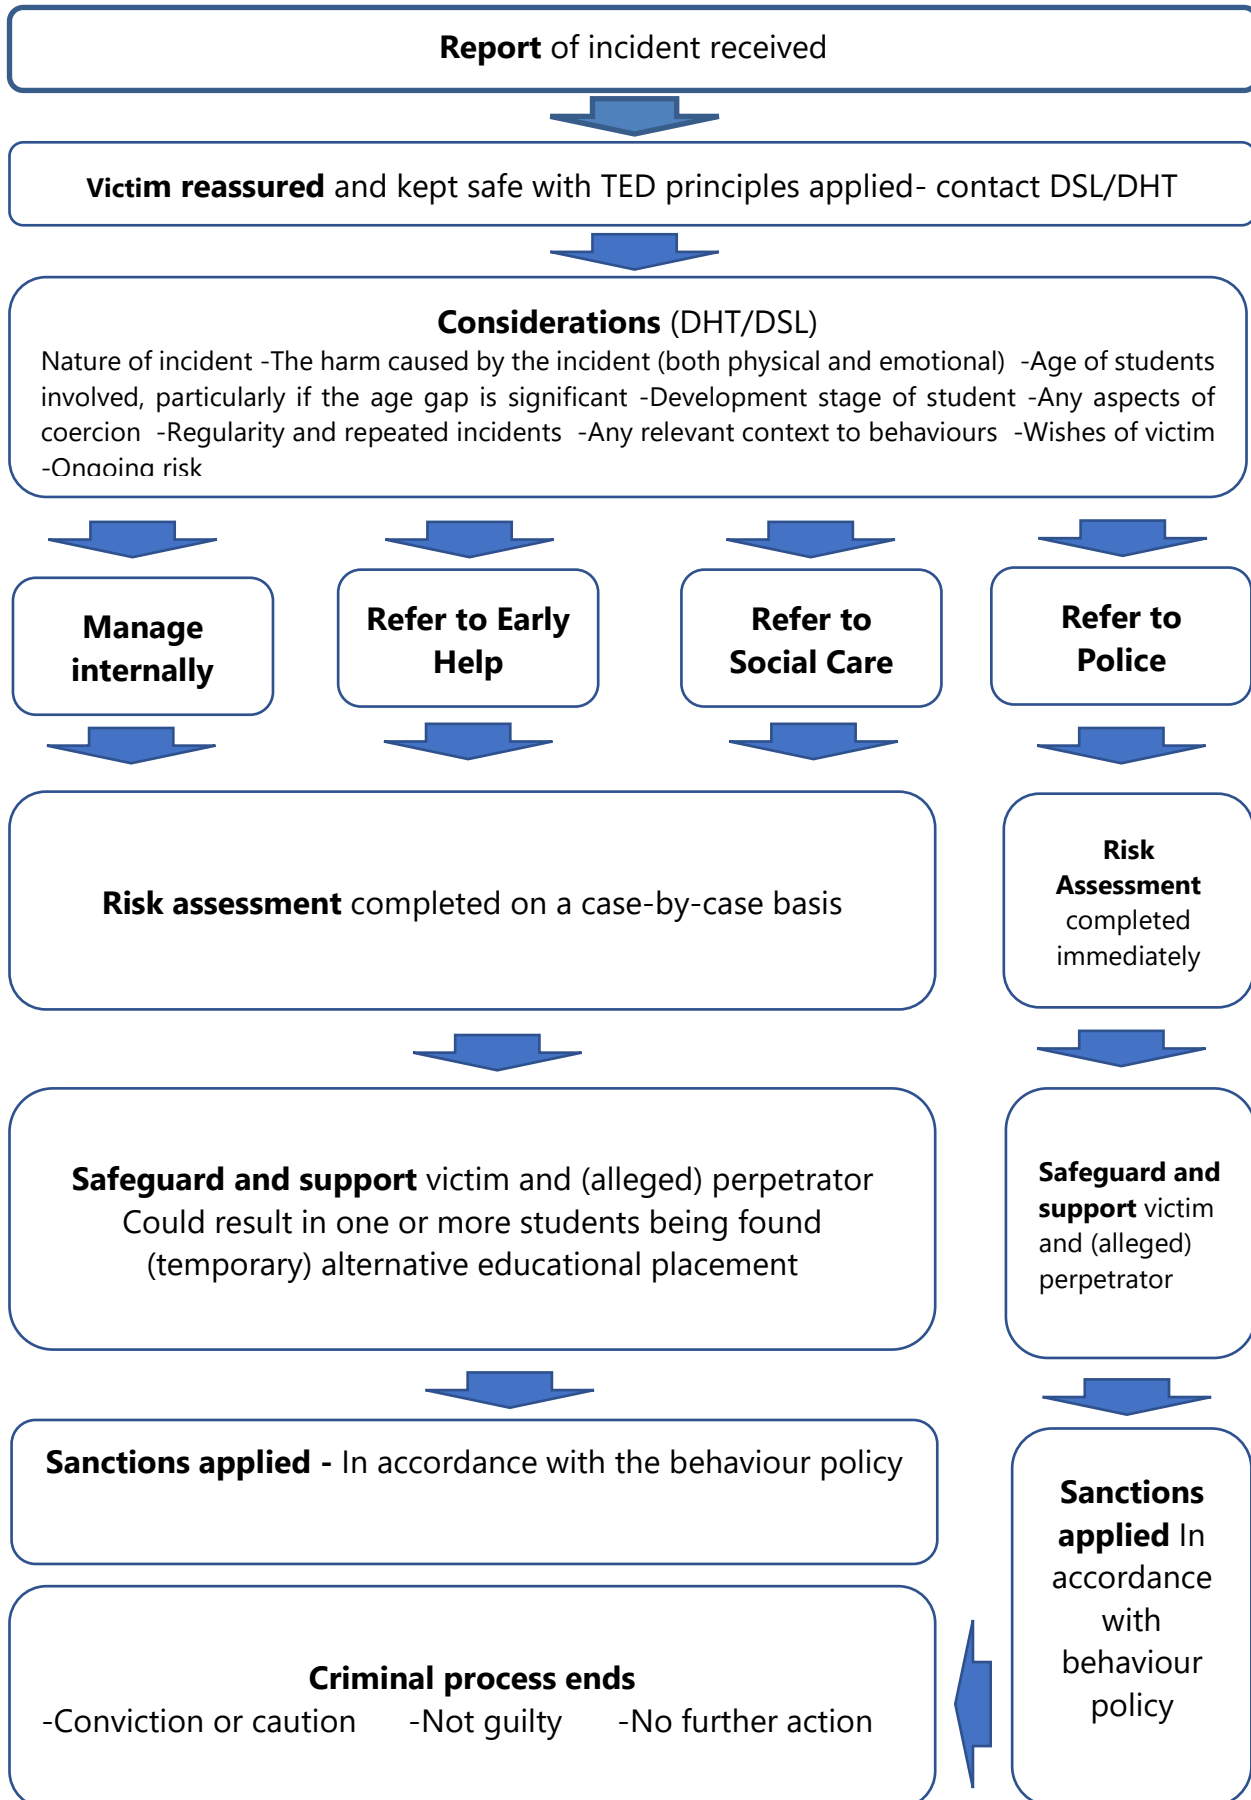 Report of incident received
Victim reassured and kept safe with TED principles applied- contact DSL/DHT
Considerations (DHT/DSL)
Nature of incident -The harm caused by the incident (both physical and emotional) -Age of students
involved, particularly if the age gap is significant -Development stage of student -Any aspects of
coercion -Regularity and repeated incidents -Any relevant context to behaviours -Wishes of victim
-Ongoing risk
Manage
internally
Refer to Early
Help
Refer to
Social Care
Refer to
Police
Risk assessment completed on a case-by-case basis
Risk
Assessment
completed
immediately
Safeguard and support victim and (alleged) perpetrator
Could result in one or more students being found
(temporary) alternative educational placement
Safeguard and
support victim
and (alleged)
perpetrator
Sanctions applied - In accordance with the behaviour policy
Sanctions
applied In
accordance
with
behaviour
policy
Criminal process ends
-Conviction or caution -Not guilty -No further action